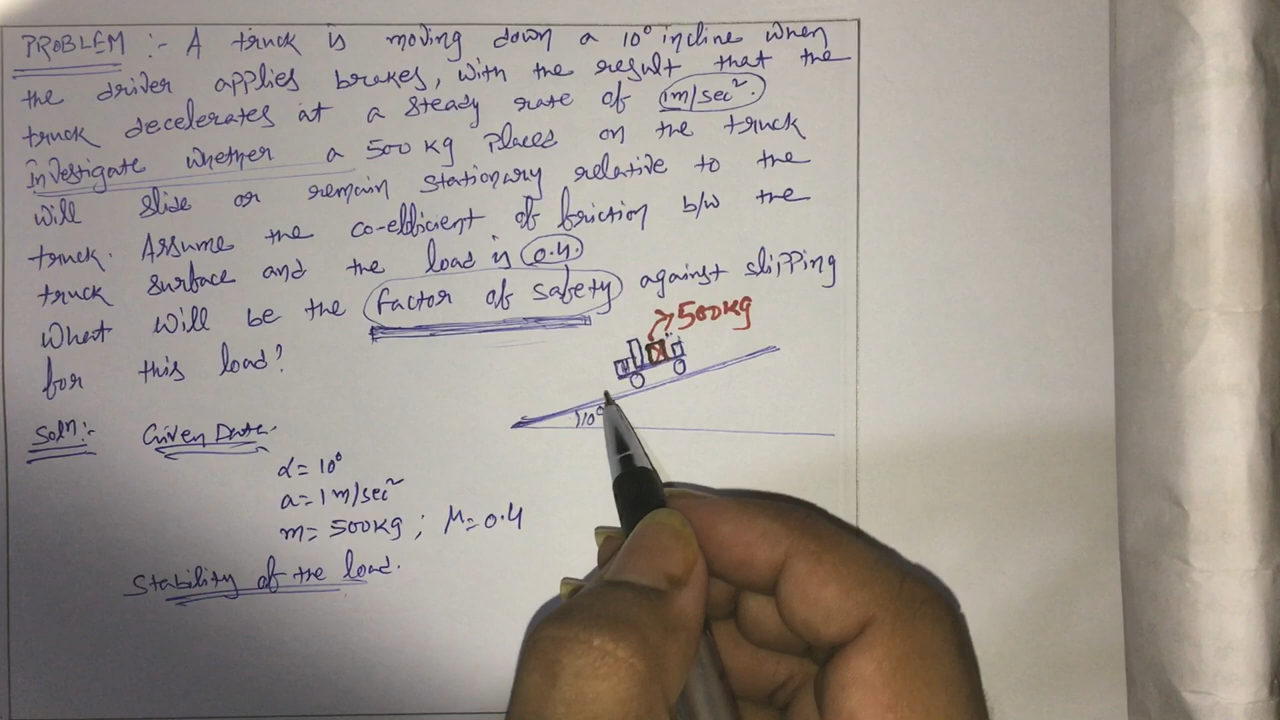 PROBLEM :- A truck is moving down a 10° incline when
the driver applies brakes, with the result that the
truck decelerates at a steady rate of 1m/sec².
Investigate whether a 500 kg places on the truck
will slide or remain stationary relative to the
truck. Assume the co-efficient of friction b/w the
truck surface and the load is 0.4.
What will be the factor of safety against slipping
for this load?
500kg
10°
Soln:- Given Data-
α = 10°
a = 1m/sec²
m = 500kg ; μ = 0.4
Stability of the load.